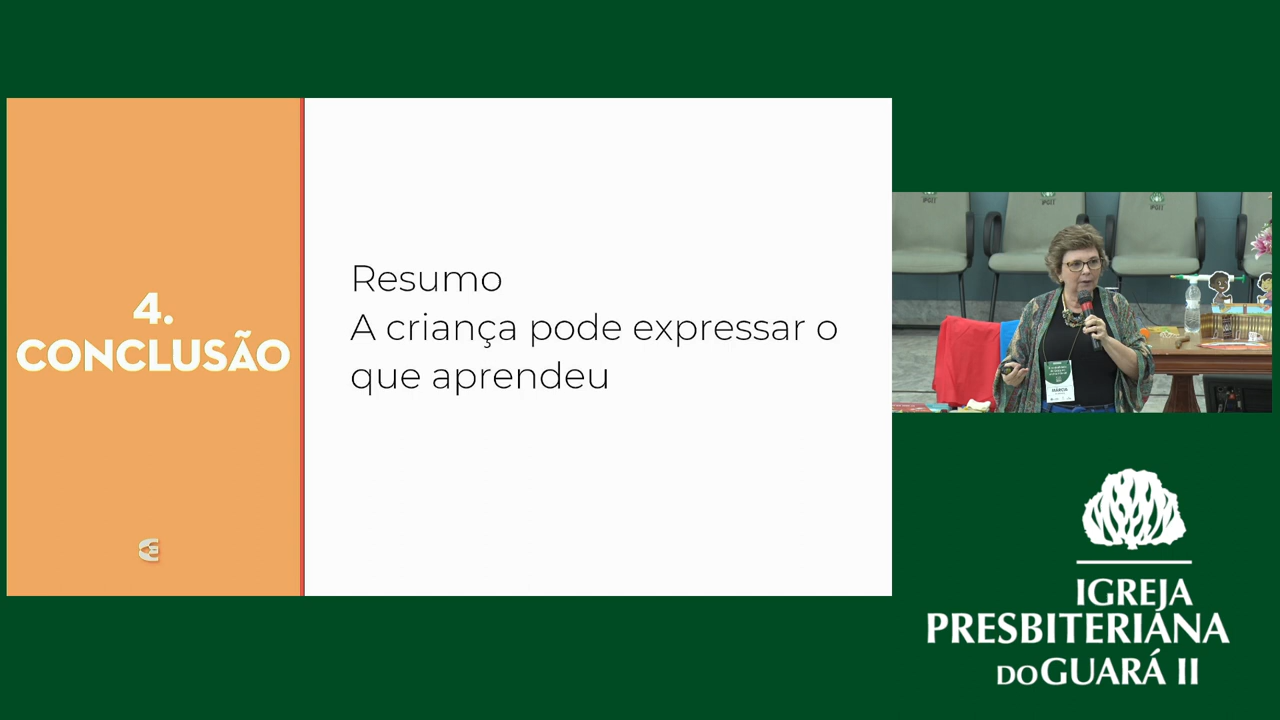 4.
CONCLUSÃO
Resumo
A criança pode expressar o
que aprendeu
IGREJA
PRESBITERIANA
DO GUARÁ II